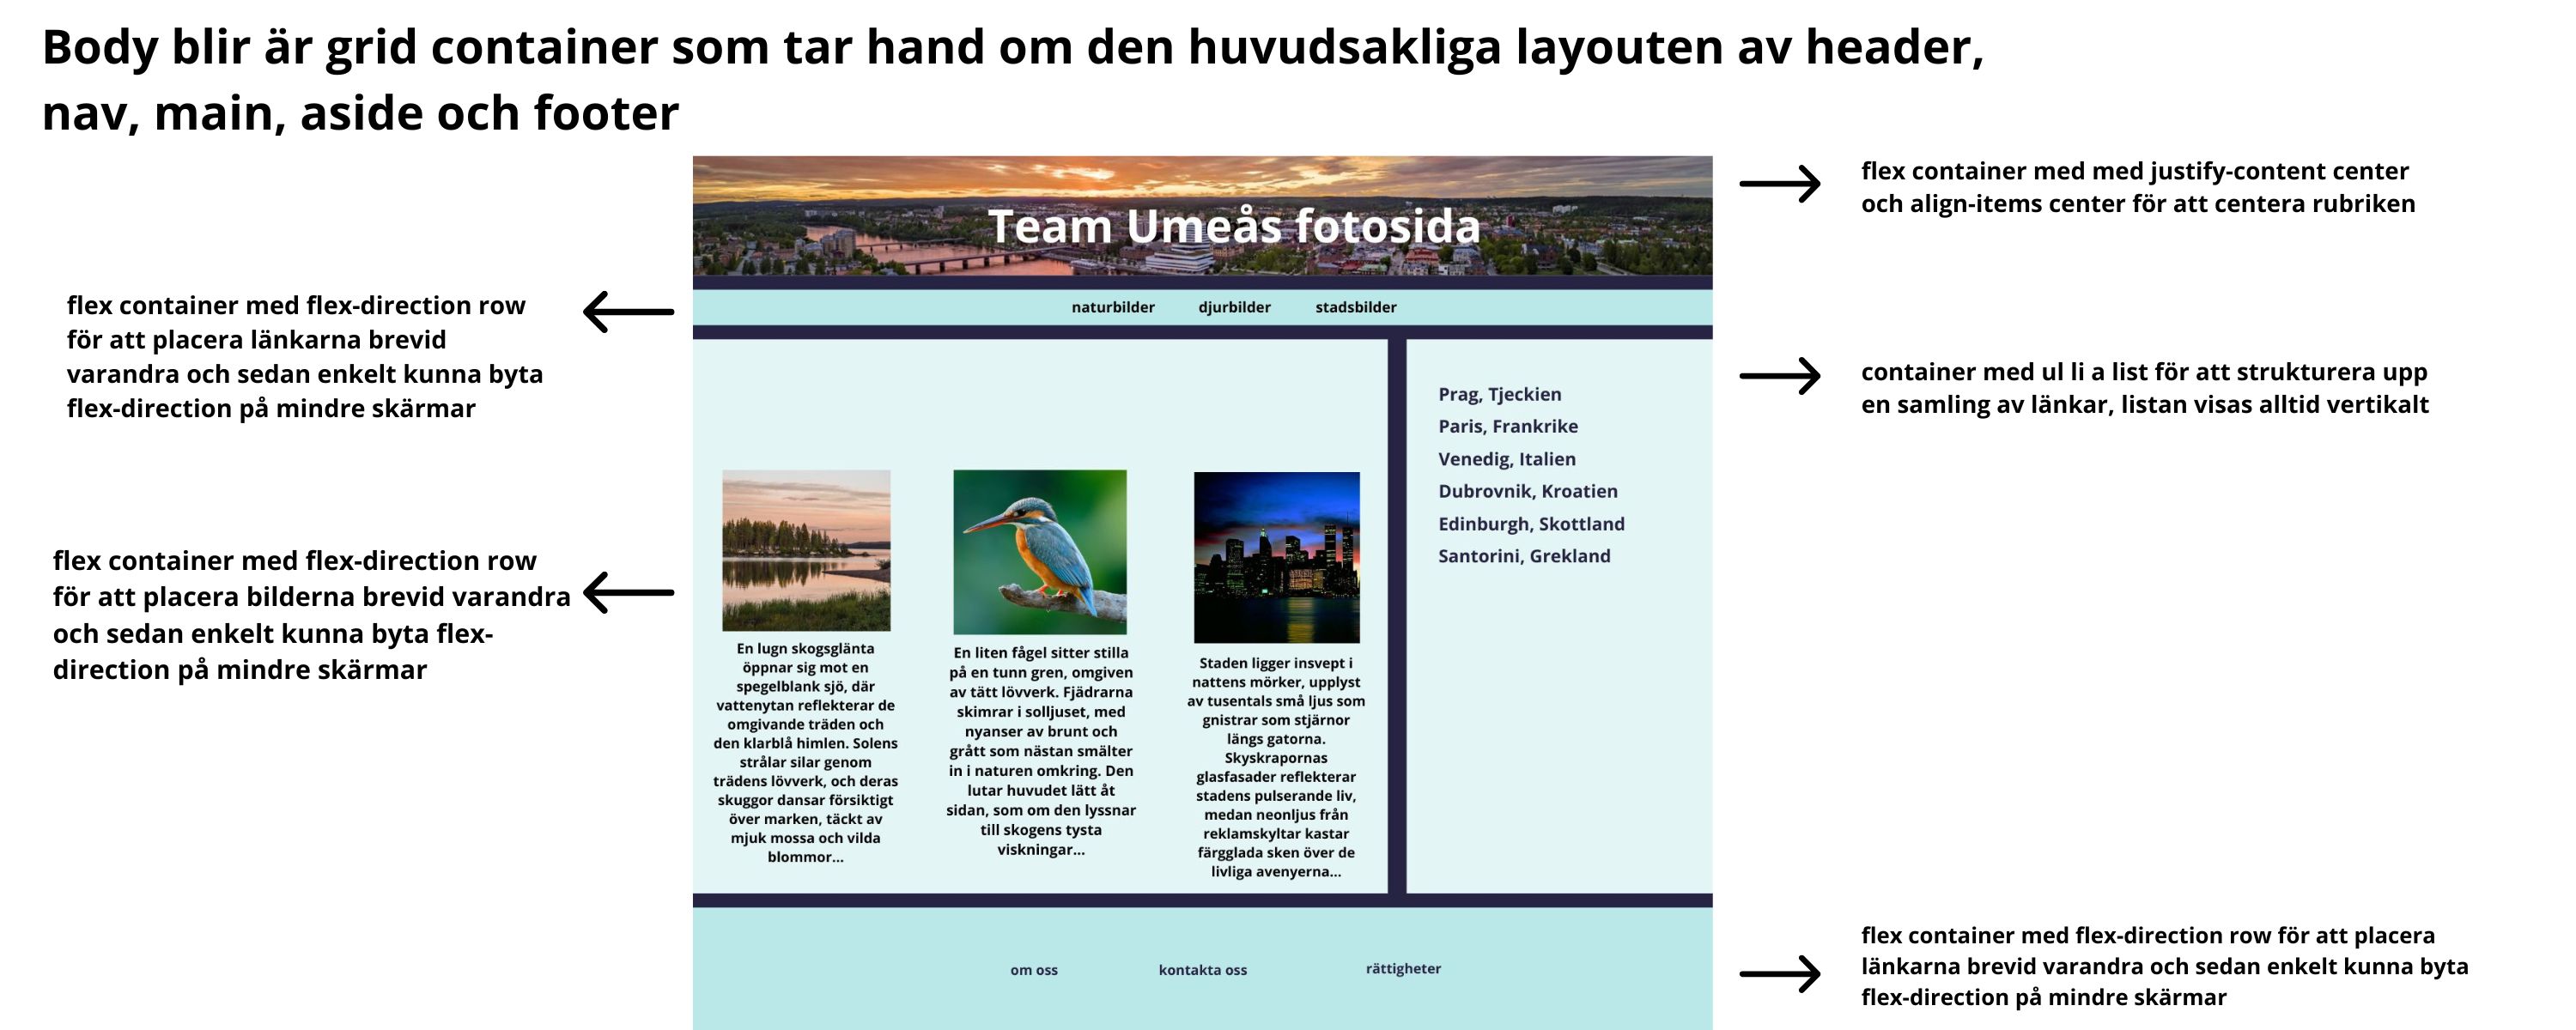 Body blir är grid container som tar hand om den huvudsakliga layouten av header,
nav, main, aside och footer
Team Umeås fotosida
flex container med med justify-content center
och align-items center för att centera rubriken
flex container med flex-direction row
för att placera länkarna brevid
varandra och sedan enkelt kunna byta
flex-direction på mindre skärmar
naturbilder djurbilder stadsbilder
container med ul li a list för att strukturera upp
en samling av länkar, listan visas alltid vertikalt
Prag, Tjeckien
Paris, Frankrike
Venedig, Italien
Dubrovnik, Kroatien
Edinburgh, Skottland
Santorini, Grekland
flex container med flex-direction row
för att placera bilderna brevid varandra
och sedan enkelt kunna byta flex-
direction på mindre skärmar
En lugn skogsglänta
öppnar sig mot en
spegelblank sjö, där
vattenytan reflekterar de
omgivande träden och
den klarblå himlen. Solens
strålar silar genom
trädens lövverk, och deras
skuggor dansar försiktigt
över marken, täckt av
mjuk mossa och vilda
blommor...
En liten fågel sitter stilla
på en tunn gren, omgiven
av tätt lövverk. Fjädrarna
skimrar i solljuset, med
nyanser av brunt och
grått som nästan smälter
in i naturen omkring. Den
lutar huvudet lätt åt
sidan, som om den lyssnar
till skogens tysta
viskningar...
Staden ligger insvept i
nattens mörker, upplyst
av tusentals små ljus som
gnistrar som stjärnor
längs gatorna.
Skyskrapornas
glasfasader reflekterar
stadens pulserande liv,
medan neonljus från
reklamskyltar kastar
färgglada sken över de
livliga avenyerna...
om oss kontakta oss rättigheter
flex container med flex-direction row för att placera
länkarna brevid varandra och sedan enkelt kunna byta
flex-direction på mindre skärmar